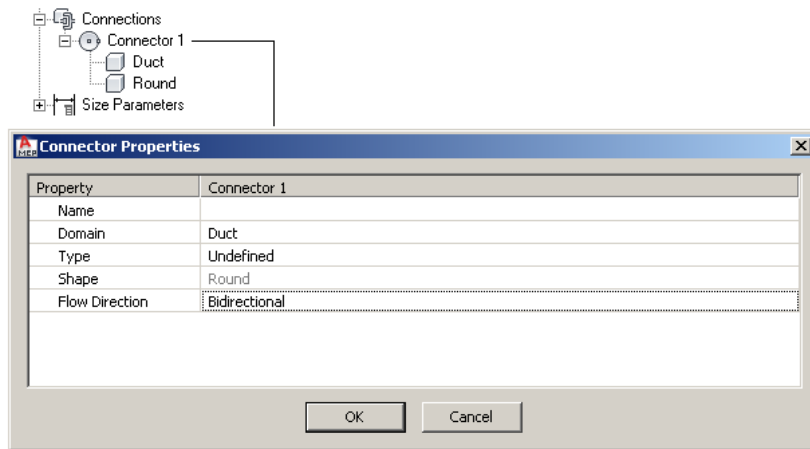 Connections
Connector 1
Duct
Round
Size Parameters
A MEP Connector Properties
Property Connector 1
Name
Domain Duct
Type Undefined
Shape Round
Flow Direction Bidirectional
OK Cancel